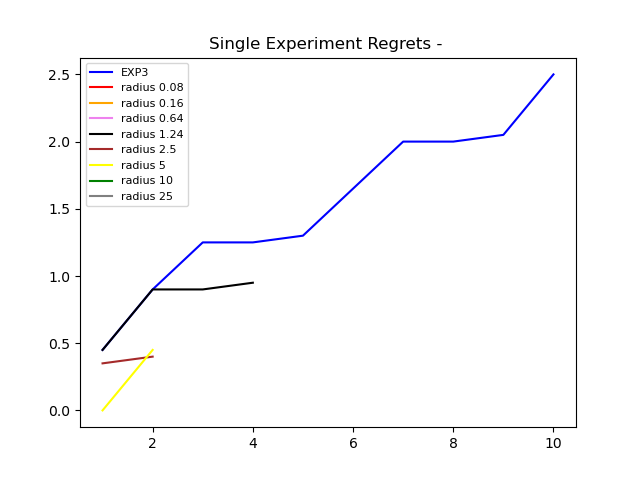 Single Experiment Regrets -
EXP3
radius 0.08
radius 0.16
radius 0.64
radius 1.24
radius 2.5
radius 5
radius 10
radius 25
2.5
2.0
1.5
1.0
0.5
0.0
2 4 6 8 10